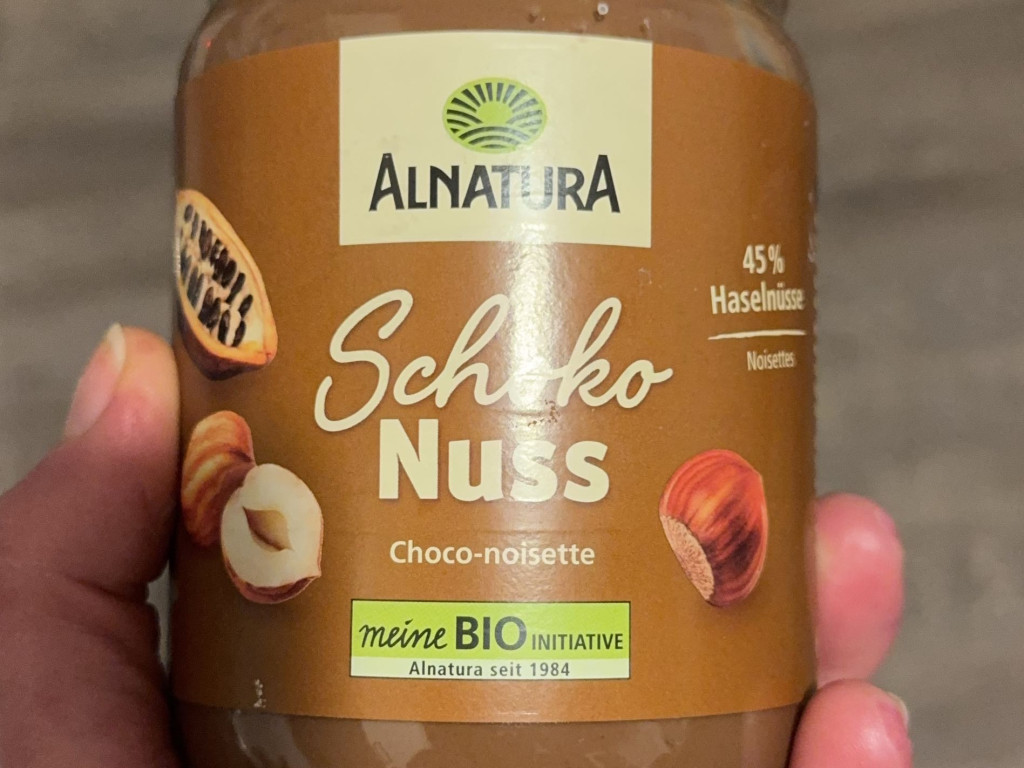 ALNATURA
45 %
Haselnüsse
Noisettes
Schoko
Nuss
Choco-noisette
meine BIO INITIATIVE
Alnatura seit 1984